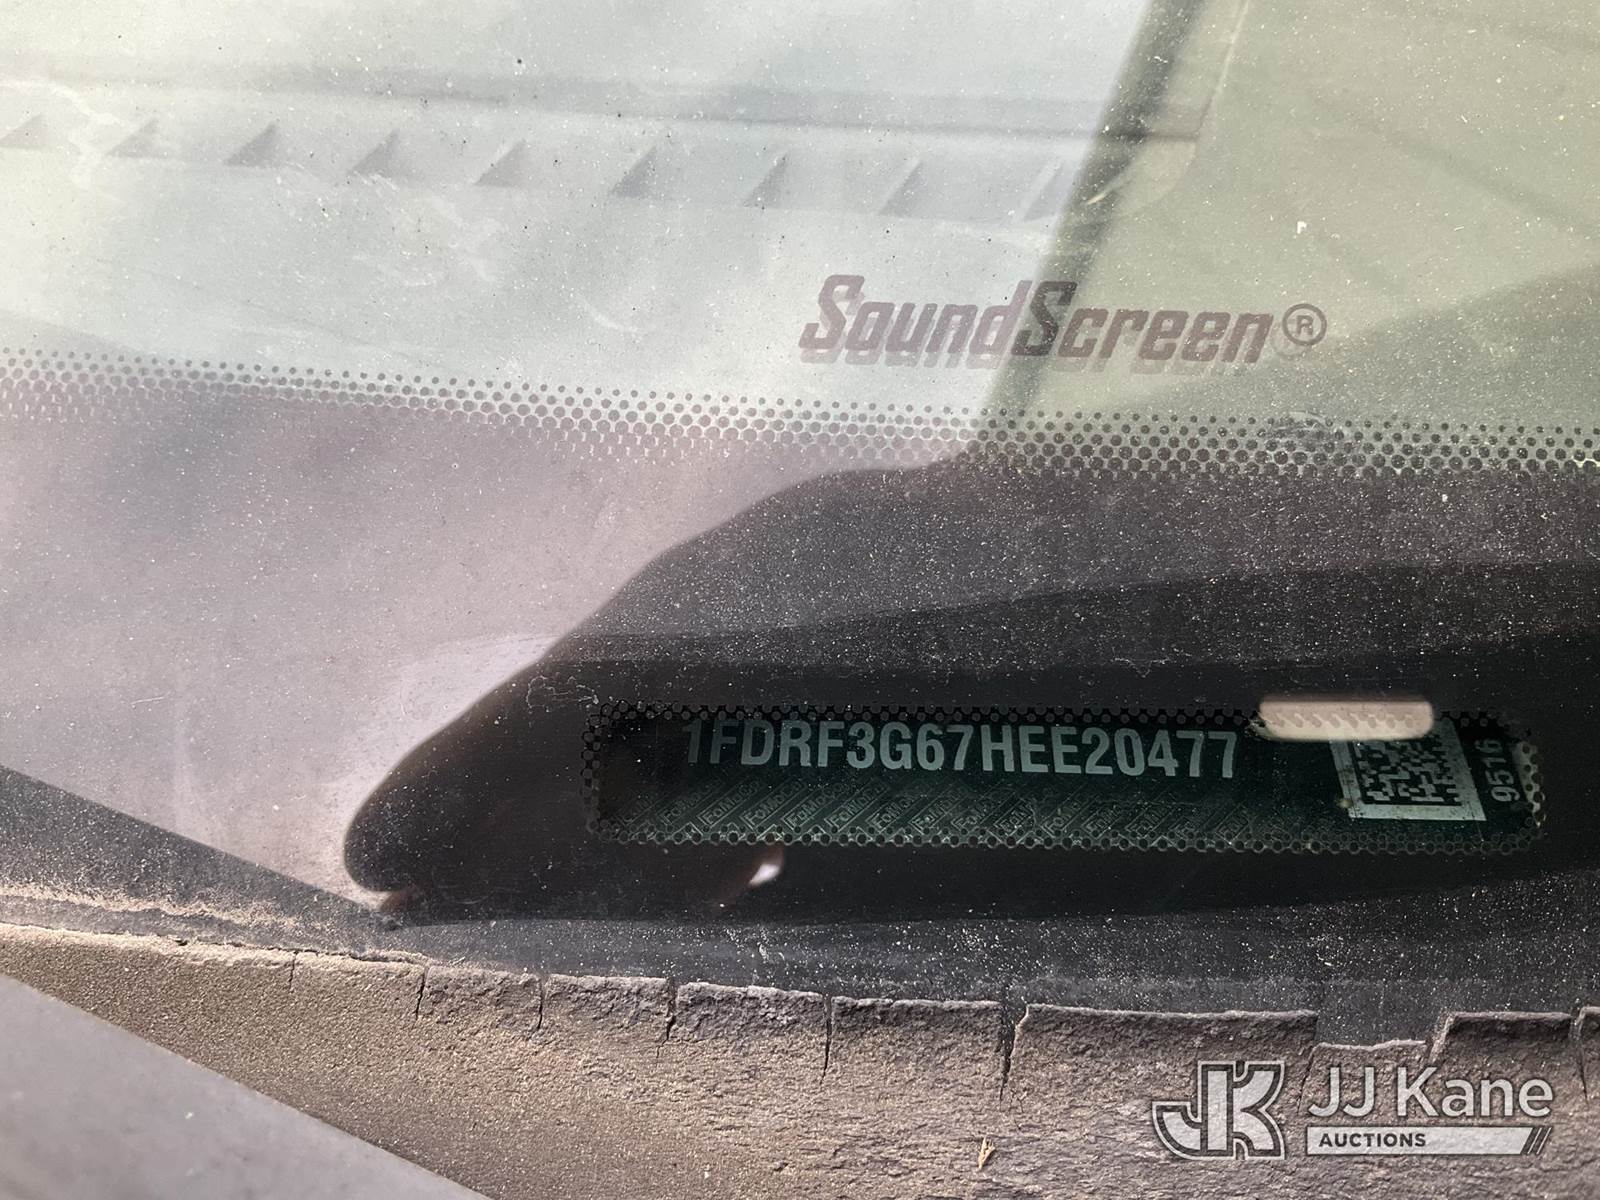 SoundScreen®
1FDRF3G67HEE20477
9516
JJ Kane
AUCTIONS